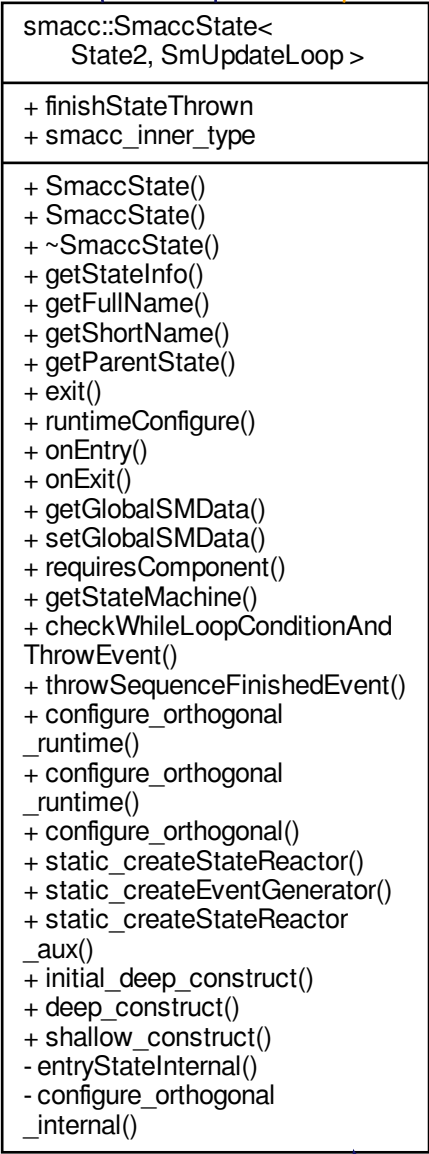 smacc::SmaccState<
State2, SmUpdateLoop >
+ finishStateThrown
+ smacc_inner_type
+ SmaccState()
+ SmaccState()
+ ~SmaccState()
+ getStateInfo()
+ getFullName()
+ getShortName()
+ getParentState()
+ exit()
+ runtimeConfigure()
+ onEntry()
+ onExit()
+ getGlobalSMData()
+ setGlobalSMData()
+ requiresComponent()
+ getStateMachine()
+ checkWhileLoopConditionAnd
ThrowEvent()
+ throwSequenceFinishedEvent()
+ configure_orthogonal
_runtime()
+ configure_orthogonal
_runtime()
+ configure_orthogonal()
+ static_createStateReactor()
+ static_createEventGenerator()
+ static_createStateReactor
_aux()
+ initial_deep_construct()
+ deep_construct()
+ shallow_construct()
- entryStateInternal()
- configure_orthogonal
_internal()